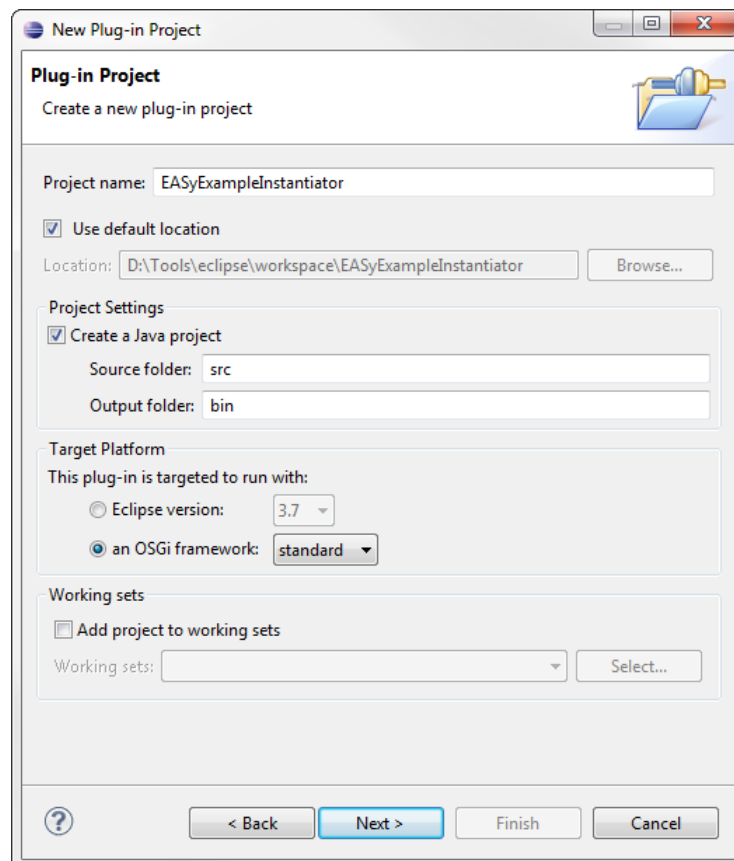 New Plug-in Project
Plug-in Project
Create a new plug-in project
Project name: EASyExampleInstantiator
Use default location
Location: D:\Tools\eclipse\workspace\EASyExampleInstantiator Browse...
Project Settings
Create a Java project
Source folder: src
Output folder: bin
Target Platform
This plug-in is targeted to run with:
Eclipse version: 3.7
an OSGi framework: standard
Working sets
Add project to working sets
Working sets: Select...
? < Back Next > Finish Cancel